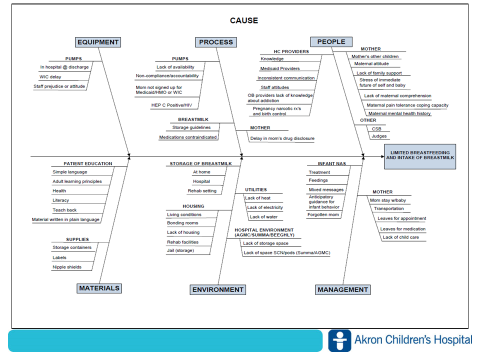 CAUSE
EQUIPMENT
PROCESS
PEOPLE
PUMPS
In hospital @ discharge
WIC delay
Staff prejudice or attitude
PUMPS
Lack of availability
Non-compliance/accountability
Mom not signed up for
Medicaid/HMO or WIC
HEP C Positive/HIV
BREASTMILK
Storage guidelines
Medications contraindicated
HC PROVIDERS
Knowledge
Medicaid Providers
Inconsistent communication
Staff attitudes
OB providers lack of knowledge
about addiction
Pregnancy narcotic rx's
and birth control
MOTHER
Delay in mom's drug disclosure
MOTHER
Mother's other children
Maternal attitude
Lack of family support
Stress of immediate
future of self and baby
Lack of maternal comprehension
Maternal pain tolerance coping capacity
Maternal mental health history
OTHER
CSB
Judges
LIMITED BREASTFEEDING
AND INTAKE OF BREASTMILK
PATIENT EDUCATION
Simple language
Adult learning principles
Health
Literacy
Teach back
Material written in plain language
SUPPLIES
Storage containers
Labels
Nipple shields
MATERIALS
STORAGE OF BREASTMILK
At home
Hospital
Rehab setting
HOUSING
Living conditions
Bonding rooms
Lack of housing
Rehab facilities
Jail (storage)
UTILITIES
Lack of heat
Lack of electricity
Lack of water
HOSPITAL ENVIRONMENT
(AGMC/SUMMA/BEEGHLY)
Lack of storage space
Lack of space SCN/pods (Summa/AGMC)
ENVIRONMENT
INFANT NAS
Treatment
Feedings
Mixed messages
Anticipatory
guidance for
infant behavior
Forgotten mom
MOTHER
Mom stay w/baby
Transportation
Leaves for appointment
Leaves for medication
Lack of child care
MANAGEMENT
Akron Children's Hospital